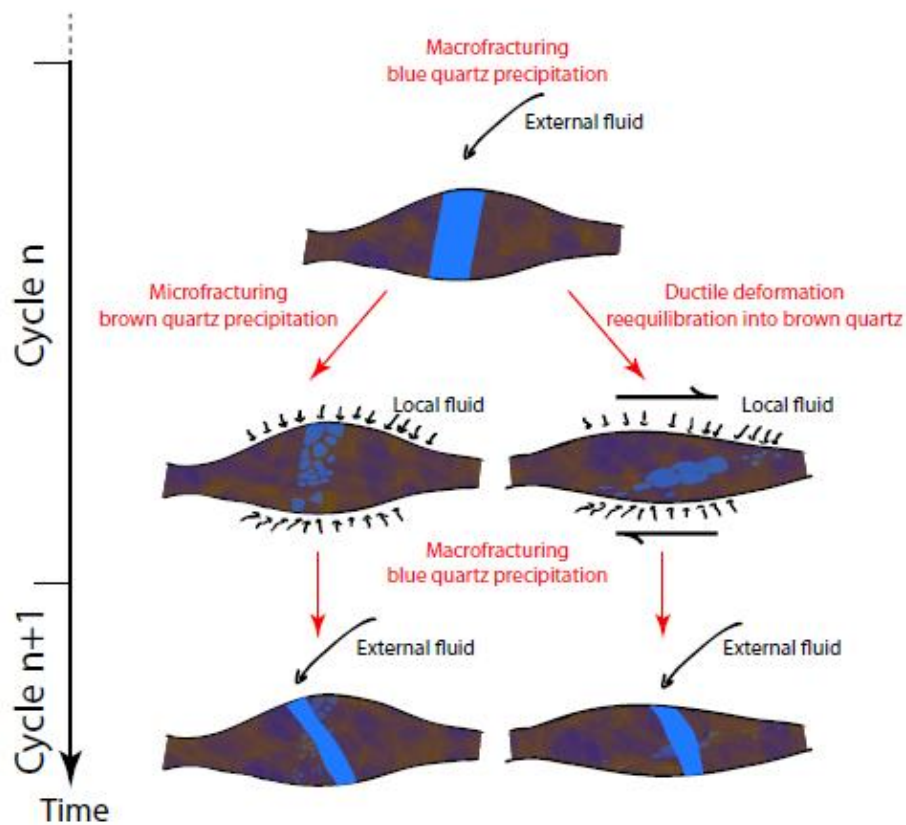 Macrofracturing
blue quartz precipitation
External fluid
Cycle n
Microfracturing
brown quartz precipitation
Ductile deformation
reequilibration into brown quartz
Local fluid
Local fluid
Macrofracturing
blue quartz precipitation
Cycle n+1
External fluid
External fluid
Time